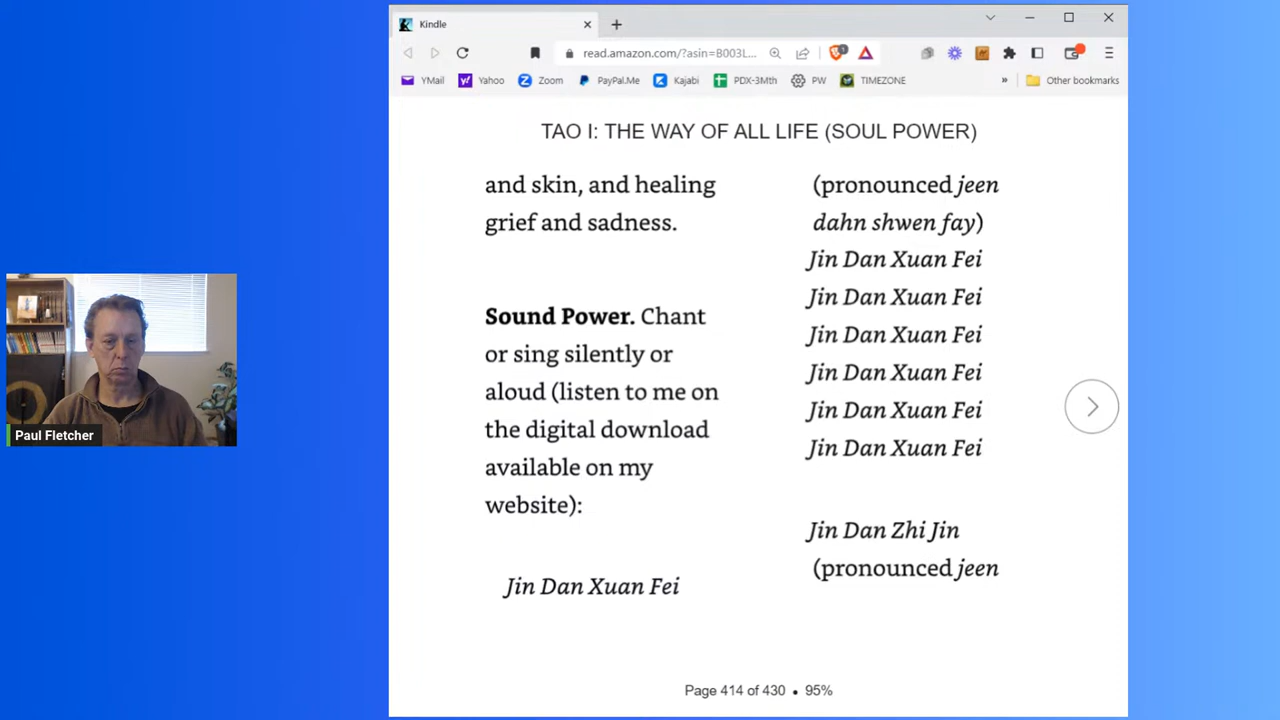 Kindle
read.amazon.com/?asin=B003L...
1
YMail
Yahoo
Zoom
PayPal.Me
Kajabi
PDX-3Mth
PW
TIMEZONE
»
Other bookmarks
TAO I: THE WAY OF ALL LIFE (SOUL POWER)
and skin, and healing
grief and sadness.
Sound Power. Chant
or sing silently or
aloud (listen to me on
the digital download
available on my
website):
Jin Dan Xuan Fei
(pronounced jeen
dahn shwen fay)
Jin Dan Xuan Fei
Jin Dan Xuan Fei
Jin Dan Xuan Fei
Jin Dan Xuan Fei
Jin Dan Xuan Fei
Jin Dan Xuan Fei
Jin Dan Zhi Jin
(pronounced jeen
Page 414 of 430 • 95%
Paul Fletcher